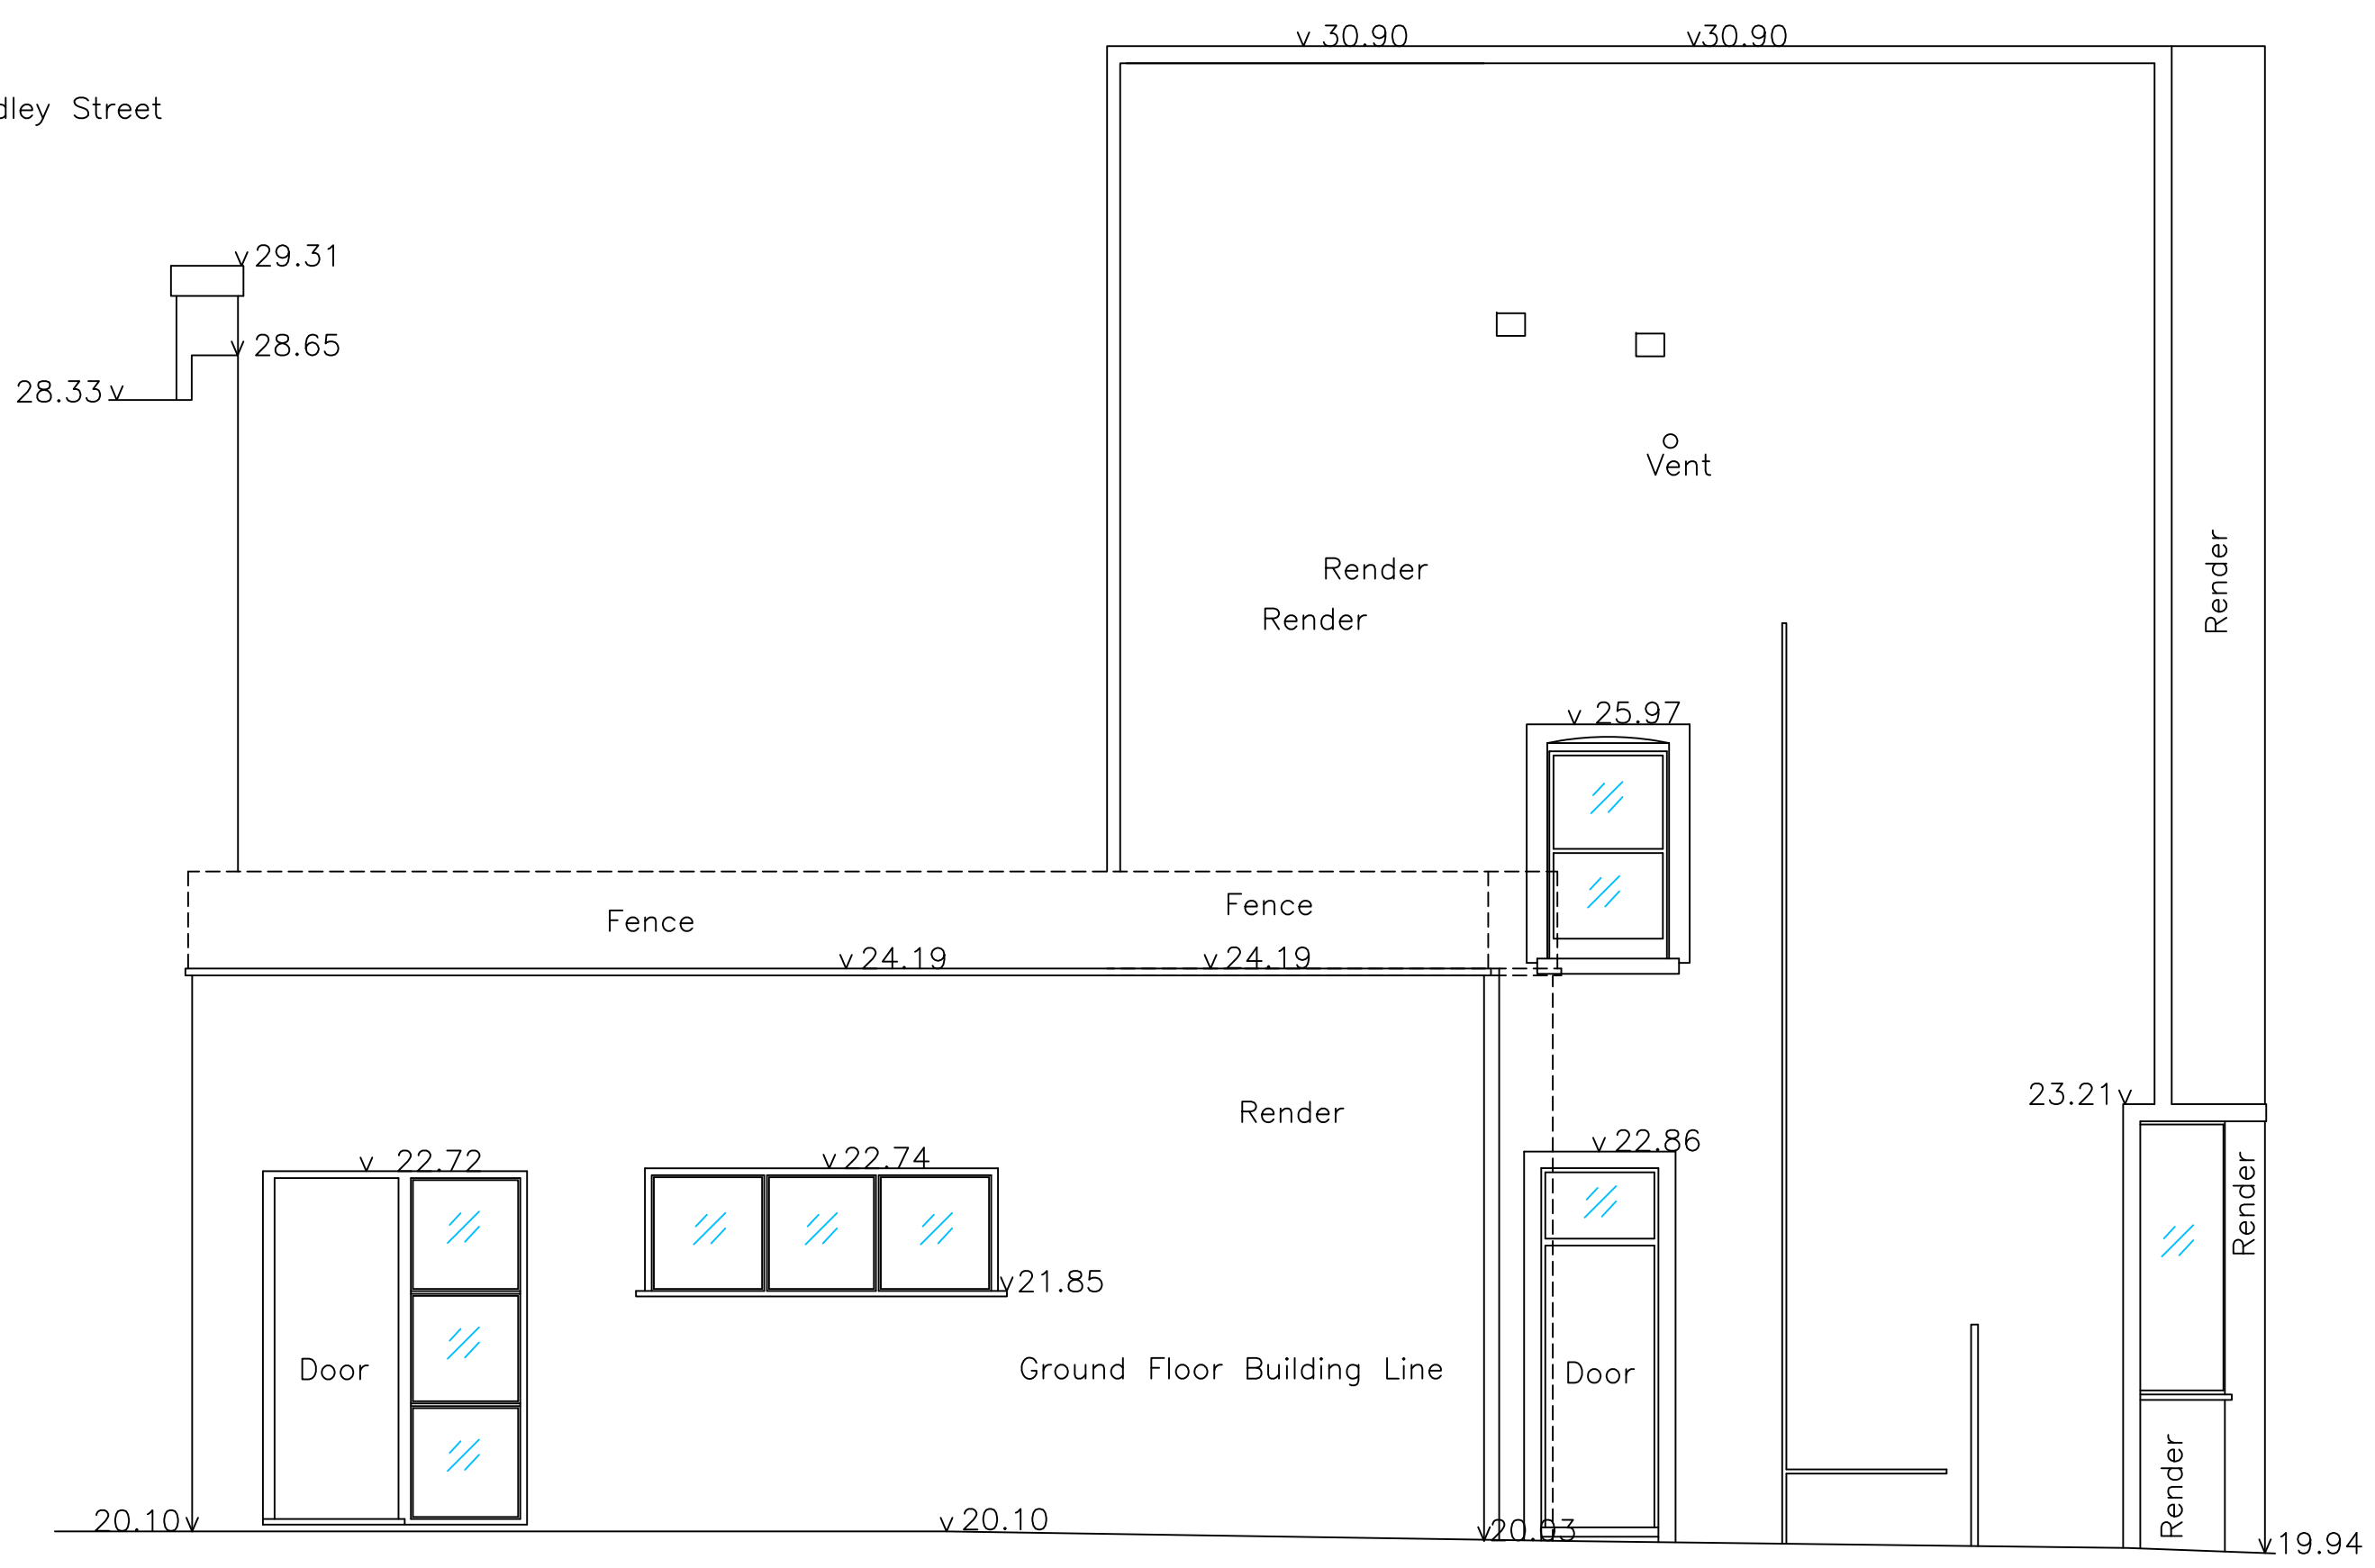 30.90
30.90
dley Street
29.31
28.65
28.33
Vent
Render
Render
Render
25.97
Fence
Fence
24.19
24.19
23.21
Render
22.86
22.72
22.74
Render
21.85
Door
Ground Floor Building Line
Door
Render
20.10
20.10
20.03
19.94